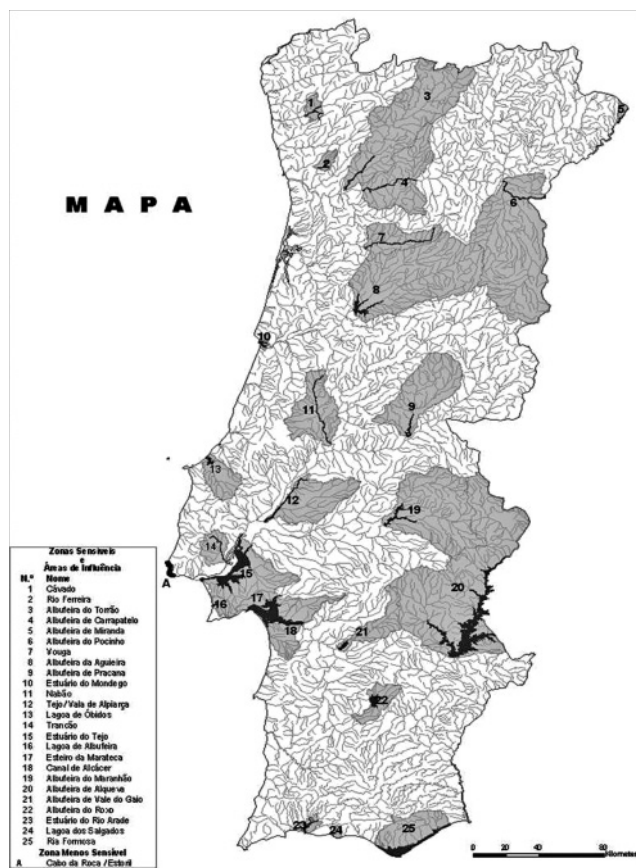 1
3
5
2
4
MAPA
6
7
8
10
9
11
13
12
19
14
A
15
20
16
17
18
21
22
23
24
25
Zonas Sensíveis
e
Áreas de Influência
N.º Nome
1 Cávado
2 Rio Ferreira
3 Albufeira do Torrão
4 Albufeira de Carrapatelo
5 Albufeira de Miranda
6 Albufeira do Pocinho
7 Vouga
8 Albufeira da Aguieira
9 Albufeira de Pracana
10 Estuário do Mondego
11 Nabão
12 Tejo/Vala de Alpiarça
13 Lagoa de Óbidos
14 Trancão
15 Estuário do Tejo
16 Lagoa de Albufeira
17 Esteiro da Marateca
18 Canal de Alcácer
19 Albufeira do Maranhão
20 Albufeira de Alqueva
21 Albufeira de Vale do Gaio
22 Albufeira do Roxo
23 Estuário do Rio Arade
24 Lagoa dos Salgados
25 Ria Formosa
Zona Menos Sensível
A Cabo da Roca /Estoril
0 40 80